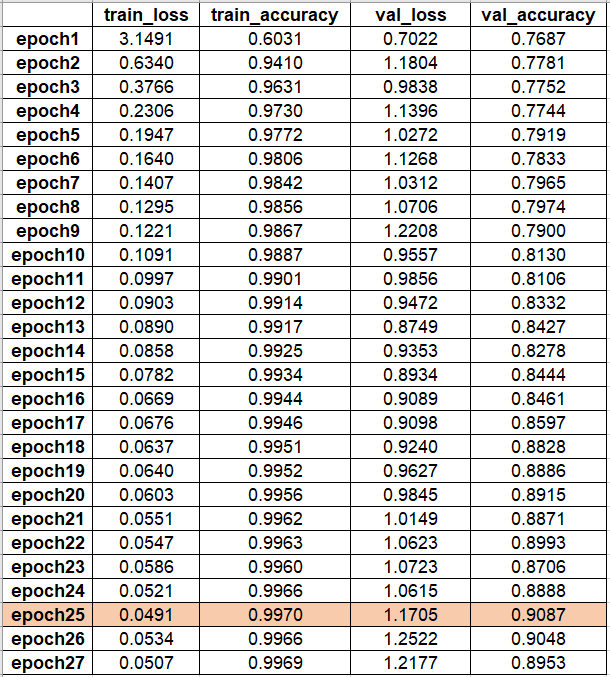 train_loss train_accuracy val_loss val_accuracy
epoch1 3.1491 0.6031 0.7022 0.7687
epoch2 0.6340 0.9410 1.1804 0.7781
epoch3 0.3766 0.9631 0.9838 0.7752
epoch4 0.2306 0.9730 1.1396 0.7744
epoch5 0.1947 0.9772 1.0272 0.7919
epoch6 0.1640 0.9806 1.1268 0.7833
epoch7 0.1407 0.9842 1.0312 0.7965
epoch8 0.1295 0.9856 1.0706 0.7974
epoch9 0.1221 0.9867 1.2208 0.7900
epoch10 0.1091 0.9887 0.9557 0.8130
epoch11 0.0997 0.9901 0.9856 0.8106
epoch12 0.0903 0.9914 0.9472 0.8332
epoch13 0.0890 0.9917 0.8749 0.8427
epoch14 0.0858 0.9925 0.9353 0.8278
epoch15 0.0782 0.9934 0.8934 0.8444
epoch16 0.0669 0.9944 0.9089 0.8461
epoch17 0.0676 0.9946 0.9098 0.8597
epoch18 0.0637 0.9951 0.9240 0.8828
epoch19 0.0640 0.9952 0.9627 0.8886
epoch20 0.0603 0.9956 0.9845 0.8915
epoch21 0.0551 0.9962 1.0149 0.8871
epoch22 0.0547 0.9963 1.0623 0.8993
epoch23 0.0586 0.9960 1.0723 0.8706
epoch24 0.0521 0.9966 1.0615 0.8888
epoch25 0.0491 0.9970 1.1705 0.9087
epoch26 0.0534 0.9966 1.2522 0.9048
epoch27 0.0507 0.9969 1.2177 0.8953